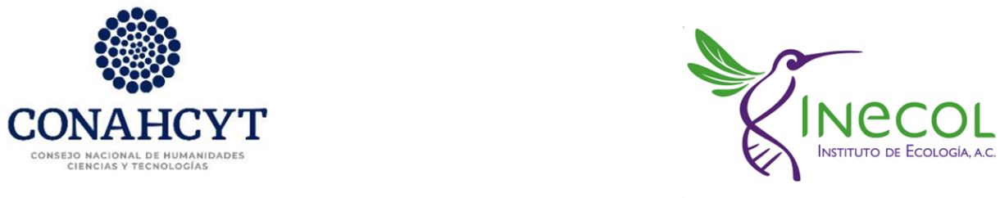 CONAHCYT
CONSEJO NACIONAL DE HUMANIDADES
CIENCIAS Y TECNOLOGÍAS
INECOL
INSTITUTO DE ECOLOGÍA, A.C.